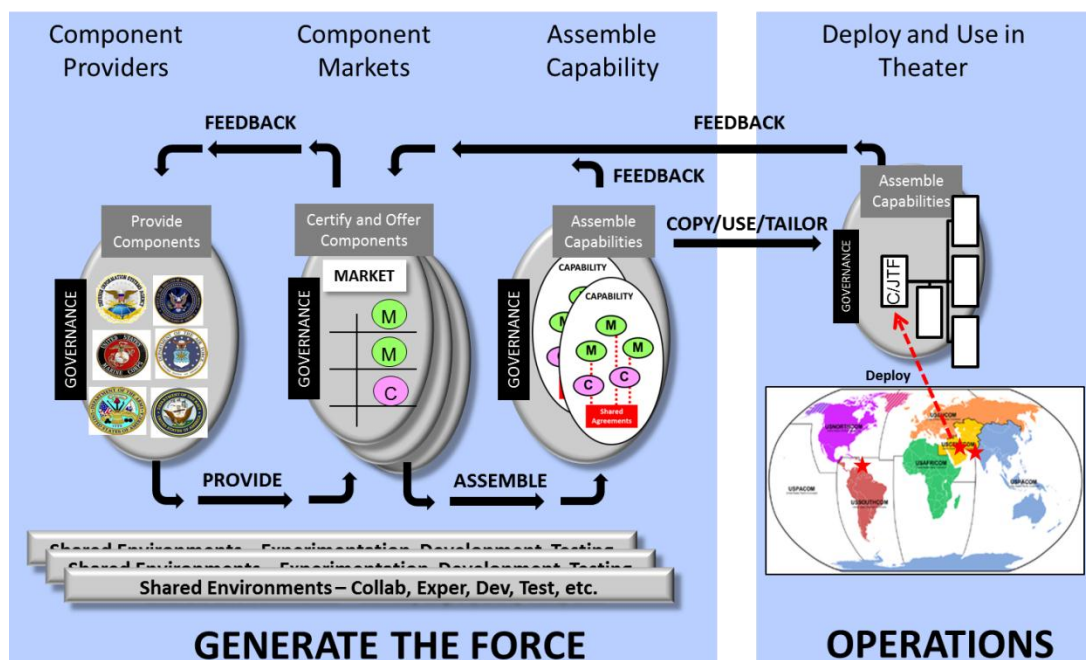 Component
Providers
Component
Markets
Assemble
Capability
Deploy and Use in
Theater
FEEDBACK
FEEDBACK
FEEDBACK
Provide
Components
GOVERNANCE
Certify and Offer
Components
GOVERNANCE
MARKET
M
M
C
Assemble
Capabilities
GOVERNANCE
CAPABILITY
CAPABILITY
M
M
M
M
M
C
C
C
Shared
Agreements
COPY/USE/TAILOR
Assemble
Capabilities
GOVERNANCE
C/JTF
Deploy
USNORTHCOM
USEUCOM
USCENTCOM
USAFRICOM
USPACOM
USPACOM
USSOUTHCOM
PROVIDE
ASSEMBLE
Shared Environments – Experimentation, Development, Testing
Shared Environments – Experimentation, Development, Testing
Shared Environments – Collab, Exper, Dev, Test, etc.
GENERATE THE FORCE
OPERATIONS